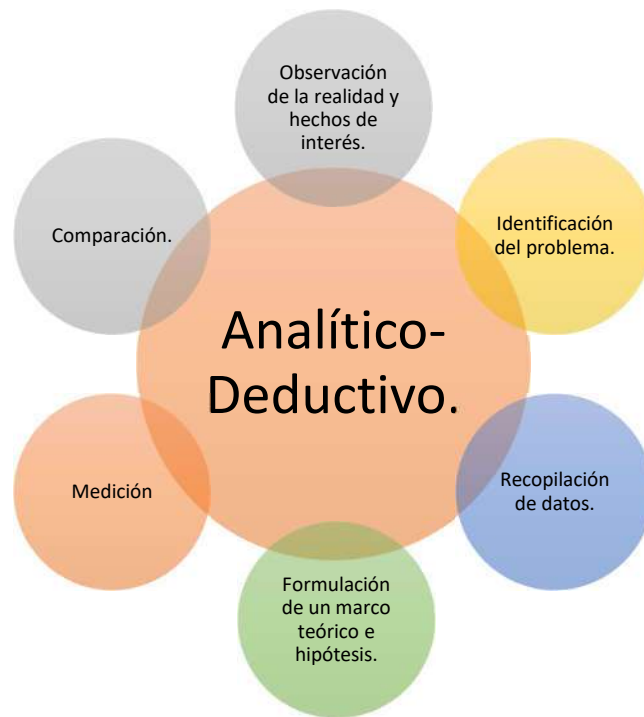 Observación
de la realidad y
hechos de
interés.
Identificación
del problema.
Recopilación
de datos.
Formulación
de un marco
teórico e
hipótesis.
Medición
Comparación.
Analítico-
Deductivo.